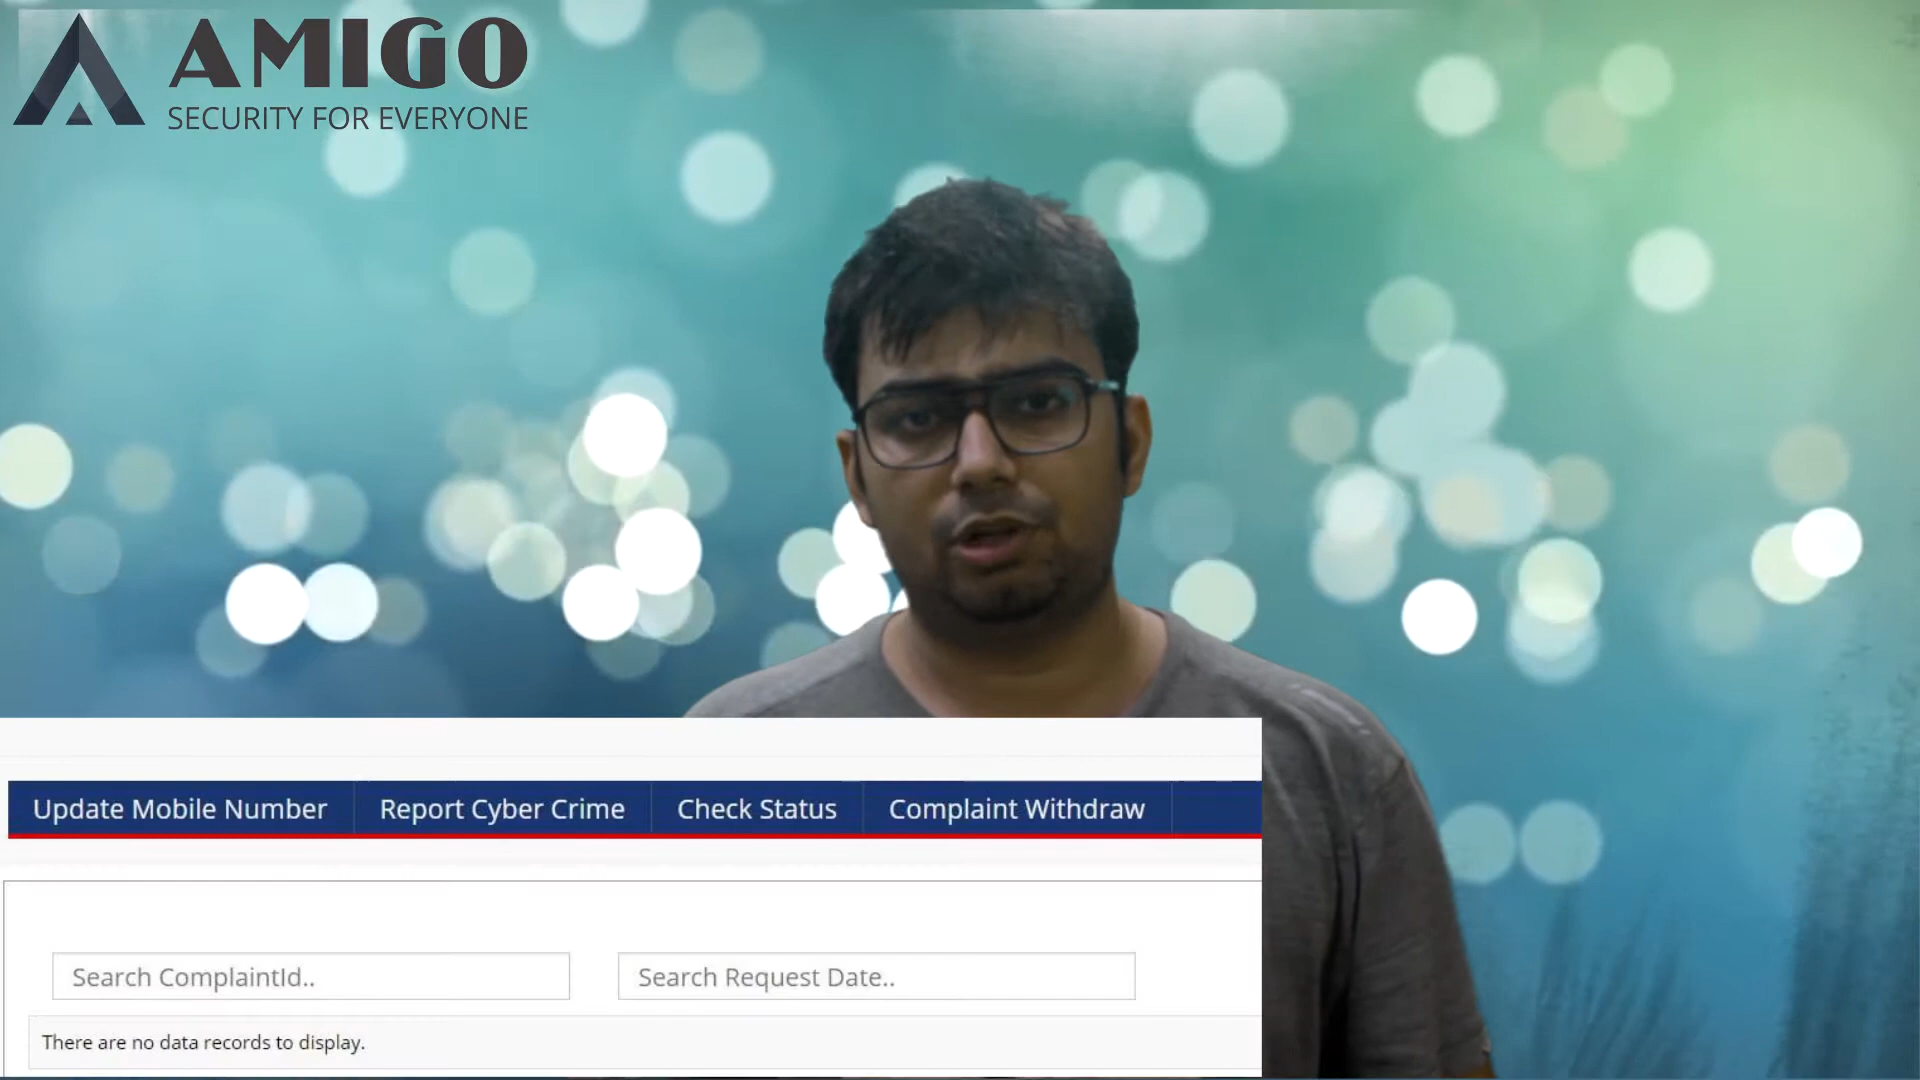 AMIGO
SECURITY FOR EVERYONE
Update Mobile Number Report Cyber Crime Check Status Complaint Withdraw
Search ComplaintId.. Search Request Date..
There are no data records to display.